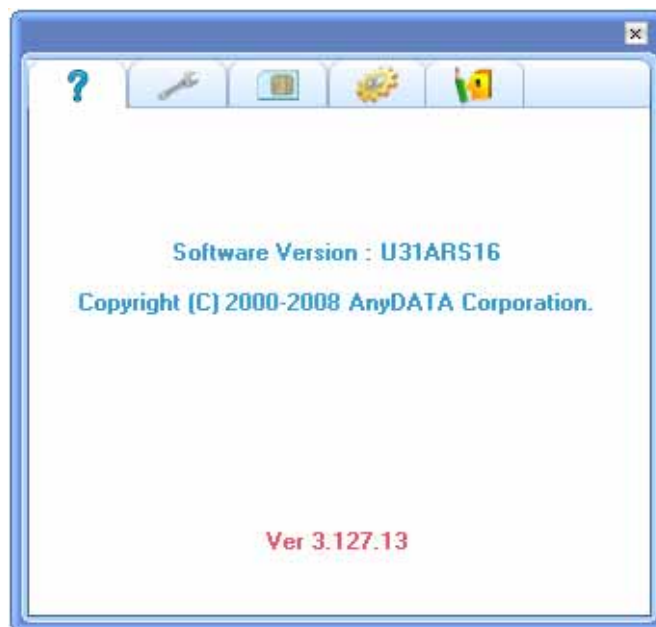 Software Version : U31ARS16
Copyright (C) 2000-2008 AnyDATA Corporation.
Ver 3.127.13